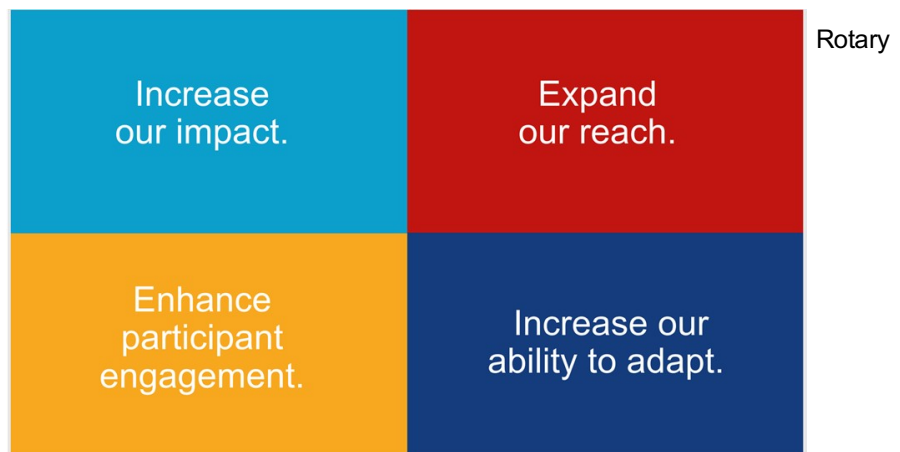 Increase
our impact.
Expand
our reach.
Rotary
Enhance
participant
engagement.
Increase our
ability to adapt.